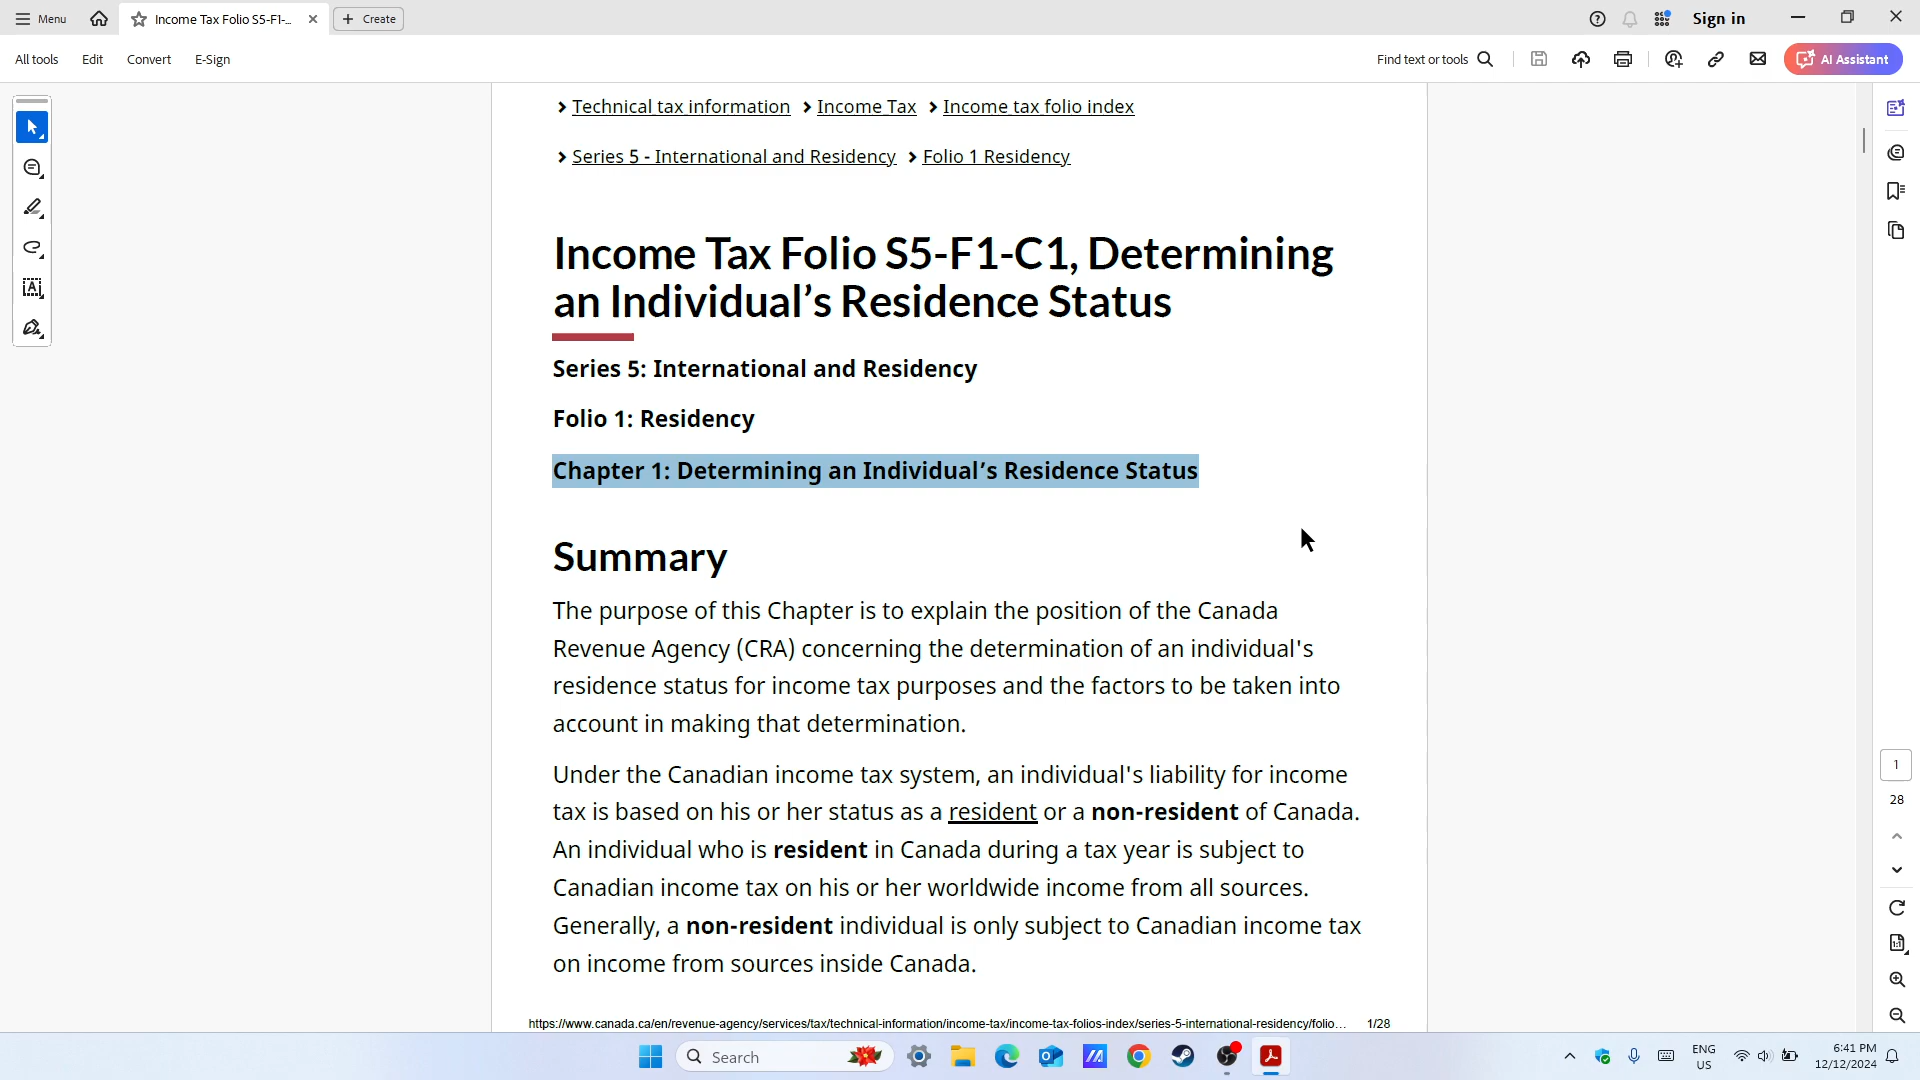 Menu
Income Tax Folio S5-F1-...
Create
Sign in
All tools
Edit
Convert
E-Sign
Find text or tools
AI Assistant
Technical tax information
Income Tax
Income tax folio index
Series 5 - International and Residency
Folio 1 Residency
Income Tax Folio S5-F1-C1, Determining
an Individual’s Residence Status
Series 5: International and Residency
Folio 1: Residency
Chapter 1: Determining an Individual’s Residence Status
Summary
The purpose of this Chapter is to explain the position of the Canada
Revenue Agency (CRA) concerning the determination of an individual's
residence status for income tax purposes and the factors to be taken into
account in making that determination.
Under the Canadian income tax system, an individual's liability for income
tax is based on his or her status as a resident or a non-resident of Canada.
An individual who is resident in Canada during a tax year is subject to
Canadian income tax on his or her worldwide income from all sources.
Generally, a non-resident individual is only subject to Canadian income tax
on income from sources inside Canada.
https://www.canada.ca/en/revenue-agency/services/tax/technical-information/income-tax/income-tax-folios-index/series-5-international-residency/folio... 1/28
1
28
Search
ENG
US
6:41 PM
12/12/2024